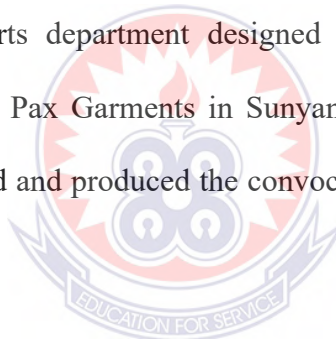 rts department designed
Pax Garments in Sunyan
d and produced the convoc
EDUCATION FOR SERVICE